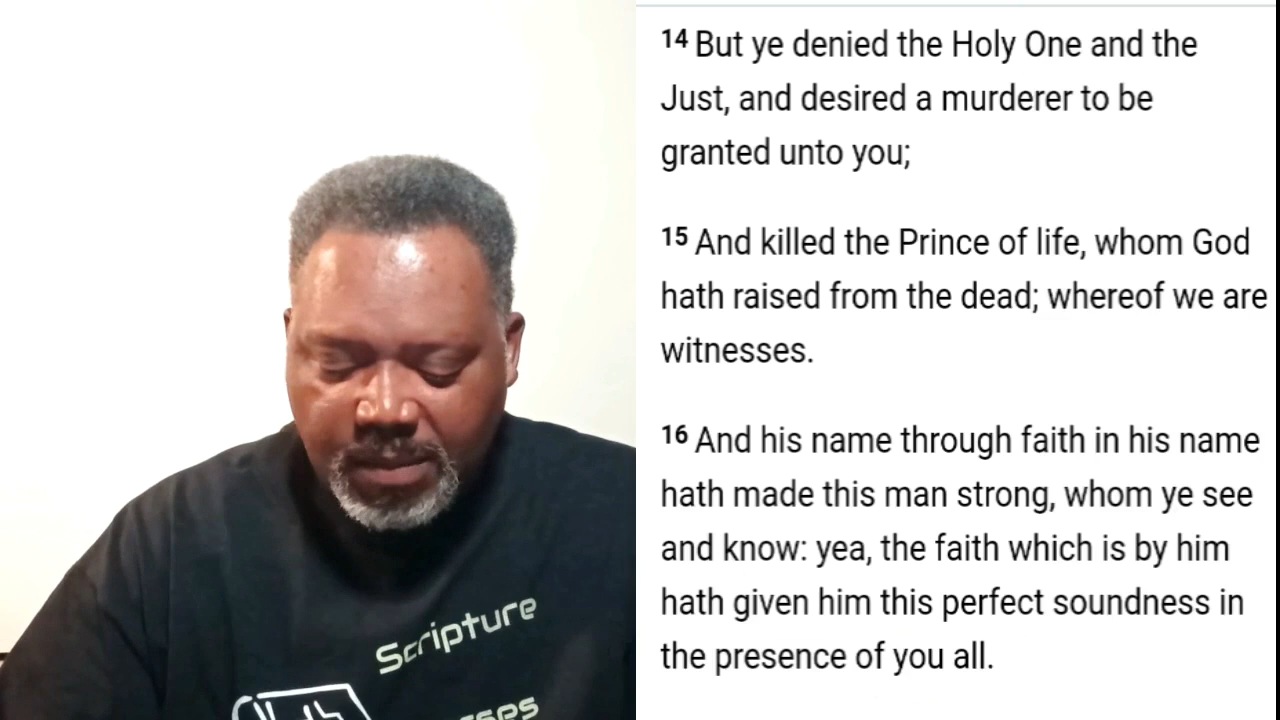 14 But ye denied the Holy One and the
Just, and desired a murderer to be
granted unto you;
15 And killed the Prince of life, whom God
hath raised from the dead; whereof we are
witnesses.
16 And his name through faith in his name
hath made this man strong, whom ye see
and know: yea, the faith which is by him
hath given him this perfect soundness in
the presence of you all.
Scripture